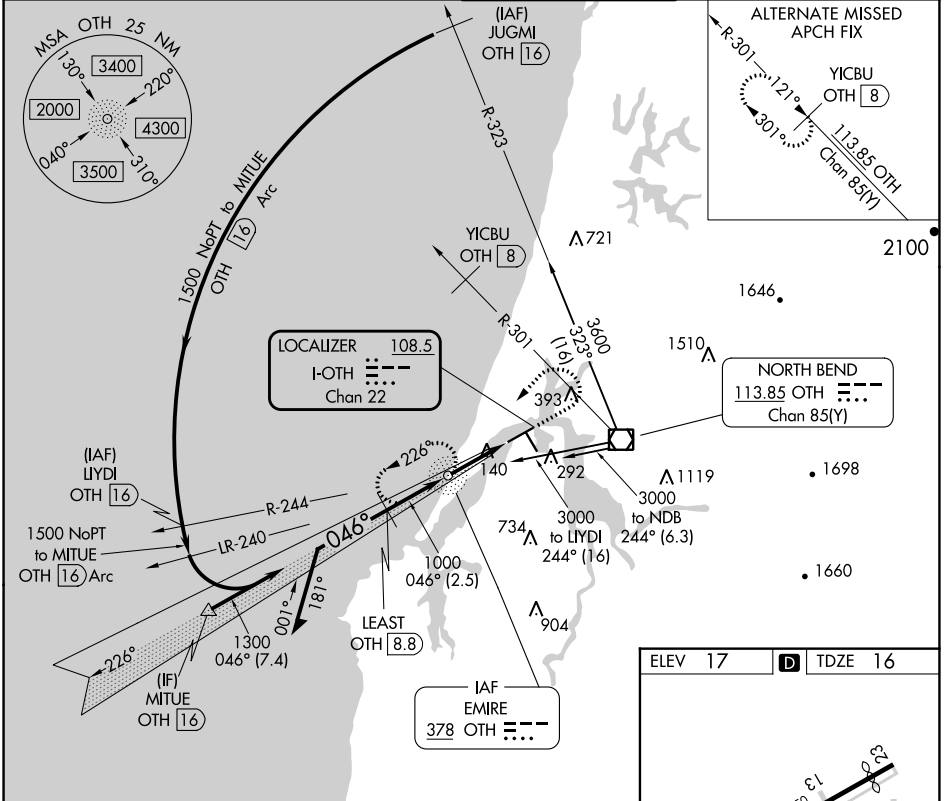 MSA OTH 25 NM
130°
3400
220°
2000
4300
040°
3500
310°
(IAF)
JUGMI
OTH 16
R-323
ALTERNATE MISSED
APCH FIX
R-301
YICBU
OTH 8
121°
301°
113.85 OTH
Chan 85(Y)
1500 NoPT to MITUE
OTH 16 Arc
YICBU
OTH 8
721
2100
1646
R-301
3600
323°
(16)
1510
LOCALIZER 108.5
I-OTH
Chan 22
NORTH BEND
113.85 OTH
Chan 85(Y)
393
(IAF)
LIYDI
OTH 16
226°
140
292
1119
1698
R-244
3000
to NDB
244° (6.3)
1500 NoPT
to MITUE
OTH 16 Arc
LR-240
046°
734
3000
to LIYDI
244° (16)
1000
046° (2.5)
1660
001°
181°
LEAST
OTH 8.8
904
1300
046° (7.4)
226°
(IF)
MITUE
OTH 16
IAF
EMIRE
378 OTH
ELEV 17
D
TDZE 16
23
13